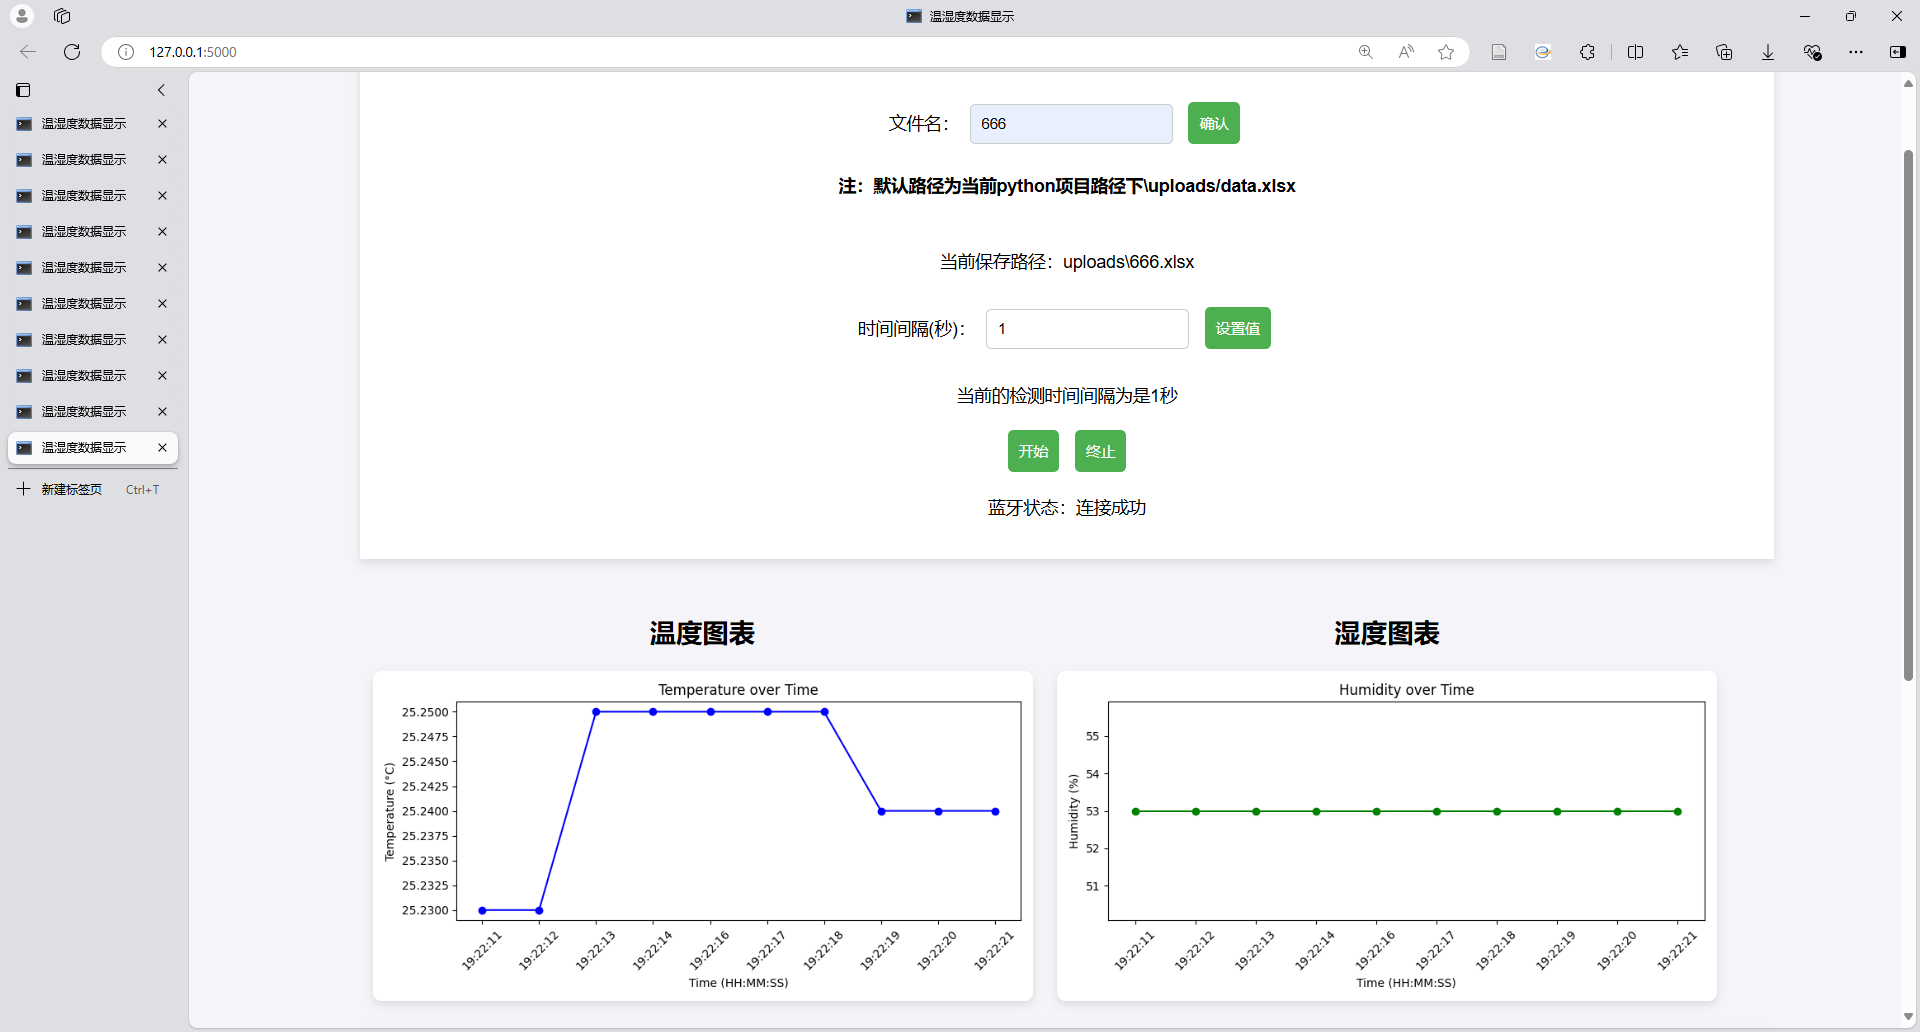 温湿度数据显示
127.0.0.1:5000
温湿度数据显示
温湿度数据显示
温湿度数据显示
温湿度数据显示
温湿度数据显示
温湿度数据显示
温湿度数据显示
温湿度数据显示
温湿度数据显示
温湿度数据显示
新建标签页 Ctrl+T
文件名： 666 确认
注：默认路径为当前python项目路径下\uploads/data.xlsx
当前保存路径：uploads\666.xlsx
时间间隔(秒)： 1 设置值
当前的检测时间间隔为是1秒
开始 终止
蓝牙状态：连接成功
温度图表
Temperature over Time
Temperature (°C)
25.2500
25.2475
25.2450
25.2425
25.2400
25.2375
25.2350
25.2325
25.2300
19:22:11 19:22:12 19:22:13 19:22:14 19:22:16 19:22:17 19:22:18 19:22:19 19:22:20 19:22:21
Time (HH:MM:SS)
湿度图表
Humidity over Time
Humidity (%)
55
54
53
52
51
19:22:11 19:22:12 19:22:13 19:22:14 19:22:16 19:22:17 19:22:18 19:22:19 19:22:20 19:22:21
Time (HH:MM:SS)